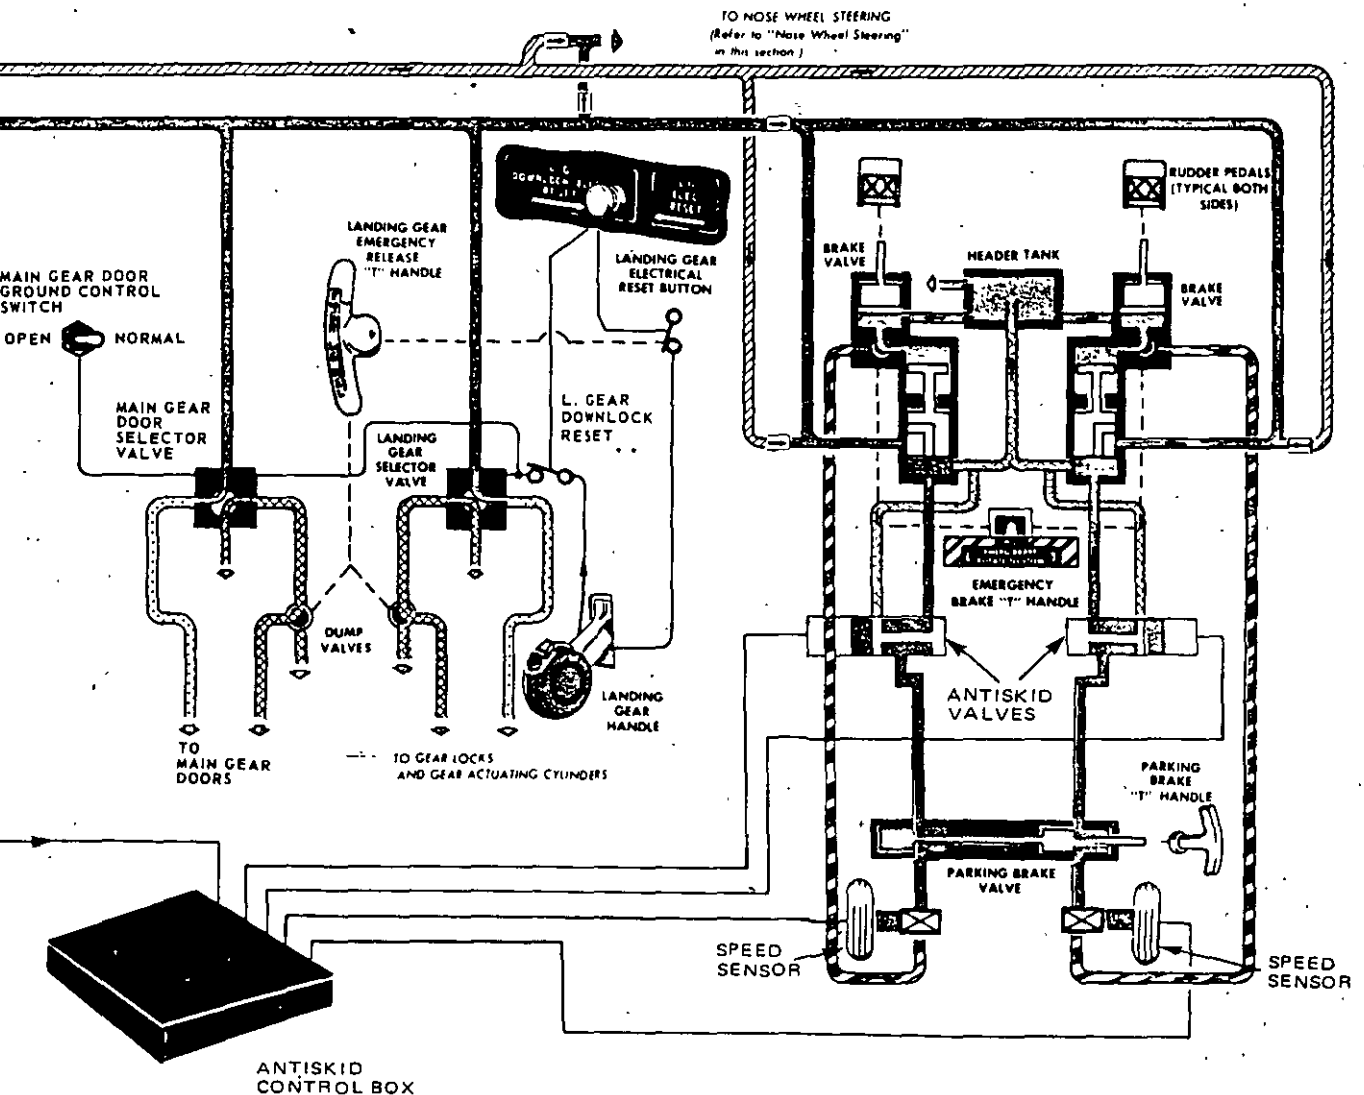 TO NOSE WHEEL STEERING
(Refer to "Nose Wheel Steering"
in this section)
RESET
ELEC
RESET
RUDDER PEDALS
(TYPICAL BOTH
SIDES)
LANDING GEAR
EMERGENCY
RELEASE
"T" HANDLE
LANDING GEAR
ELECTRICAL
RESET BUTTON
BRAKE
VALVE
HEADER TANK
BRAKE
VALVE
MAIN GEAR DOOR
GROUND CONTROL
SWITCH
OPEN
NORMAL
MAIN GEAR
DOOR
SELECTOR
VALVE
LANDING
GEAR
SELECTOR
VALVE
L. GEAR
DOWNLOCK
RESET
EMERGENCY
BRAKE "T" HANDLE
DUMP
VALVES
ANTISKID
VALVES
LANDING
GEAR
HANDLE
TO
MAIN GEAR
DOORS
TO GEAR LOCKS
AND GEAR ACTUATING CYLINDERS
PARKING
BRAKE
"T" HANDLE
PARKING BRAKE
VALVE
SPEED
SENSOR
SPEED
SENSOR
ANTISKID
CONTROL BOX